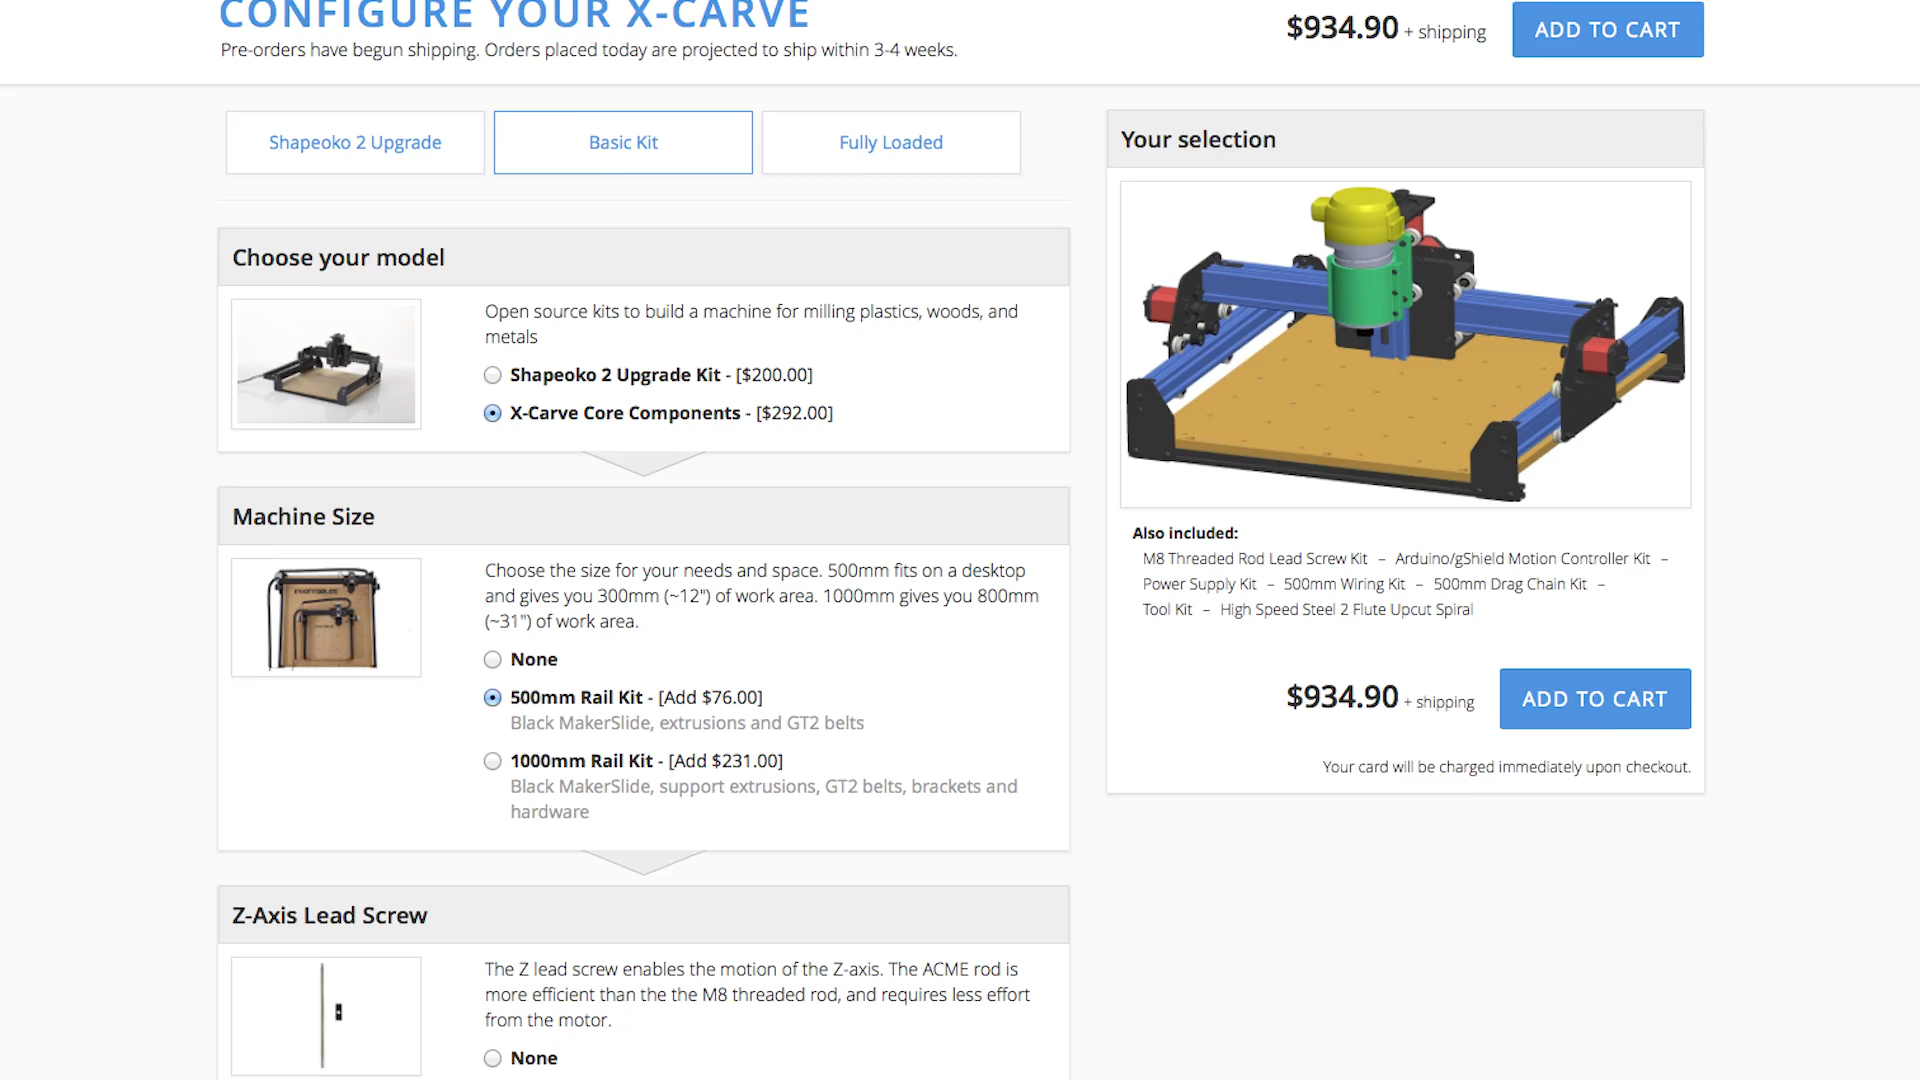 CONFIGURE YOUR X-CARVE
Pre-orders have begun shipping. Orders placed today are projected to ship within 3-4 weeks.
$934.90 + shipping
ADD TO CART
Shapeoko 2 Upgrade
Basic Kit
Fully Loaded
Choose your model
Open source kits to build a machine for milling plastics, woods, and
metals
Shapeoko 2 Upgrade Kit - [$200.00]
X-Carve Core Components - [$292.00]
Machine Size
Choose the size for your needs and space. 500mm fits on a desktop
and gives you 300mm (~12") of work area. 1000mm gives you 800mm
(~31") of work area.
None
500mm Rail Kit - [Add $76.00]
Black MakerSlide, extrusions and GT2 belts
1000mm Rail Kit - [Add $231.00]
Black MakerSlide, support extrusions, GT2 belts, brackets and
hardware
Z-Axis Lead Screw
The Z lead screw enables the motion of the Z-axis. The ACME rod is
more efficient than the the M8 threaded rod, and requires less effort
from the motor.
None
Your selection
Also included:
M8 Threaded Rod Lead Screw Kit – Arduino/gShield Motion Controller Kit –
Power Supply Kit – 500mm Wiring Kit – 500mm Drag Chain Kit –
Tool Kit – High Speed Steel 2 Flute Upcut Spiral
$934.90 + shipping
ADD TO CART
Your card will be charged immediately upon checkout.